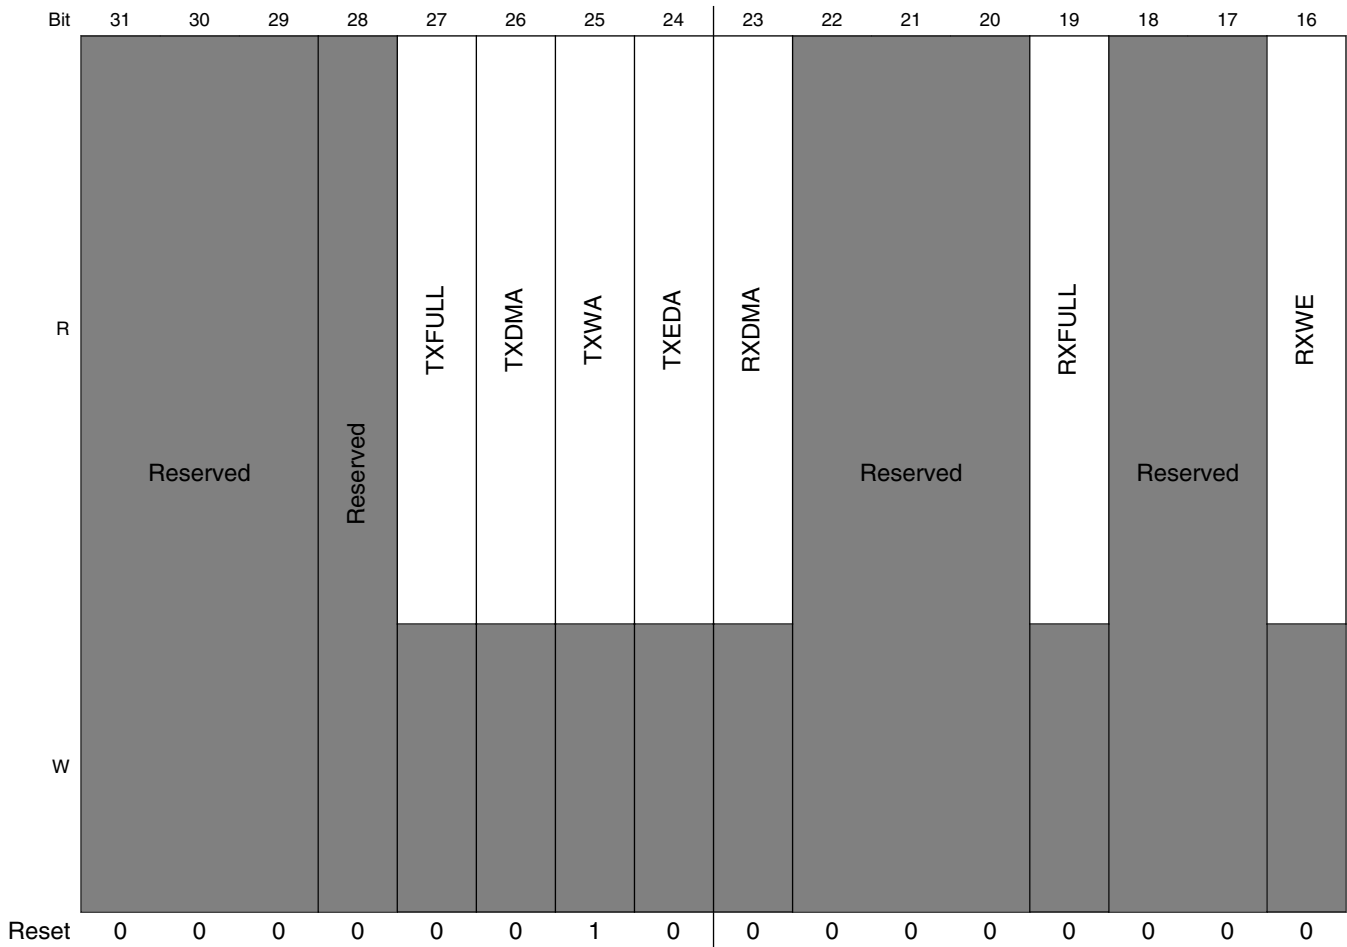 Bit 31 30 29 28 27 26 25 24 23 22 21 20 19 18 17 16
R Reserved Reserved TXFULL TXDMA TXWA TXEDA RXDMA Reserved RXFULL Reserved RXWE
W
Reset 0 0 0 0 0 0 1 0 0 0 0 0 0 0 0 0